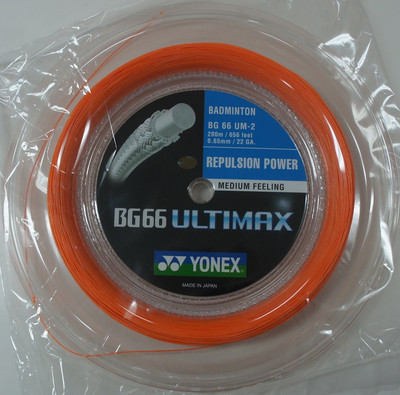 BADMINTON
BG 66 UM-2
200m / 656 feet
0.65mm / 22 GA.
REPULSION POWER
MEDIUM FEELING
BG66 ULTIMAX
YONEX
MADE IN JAPAN